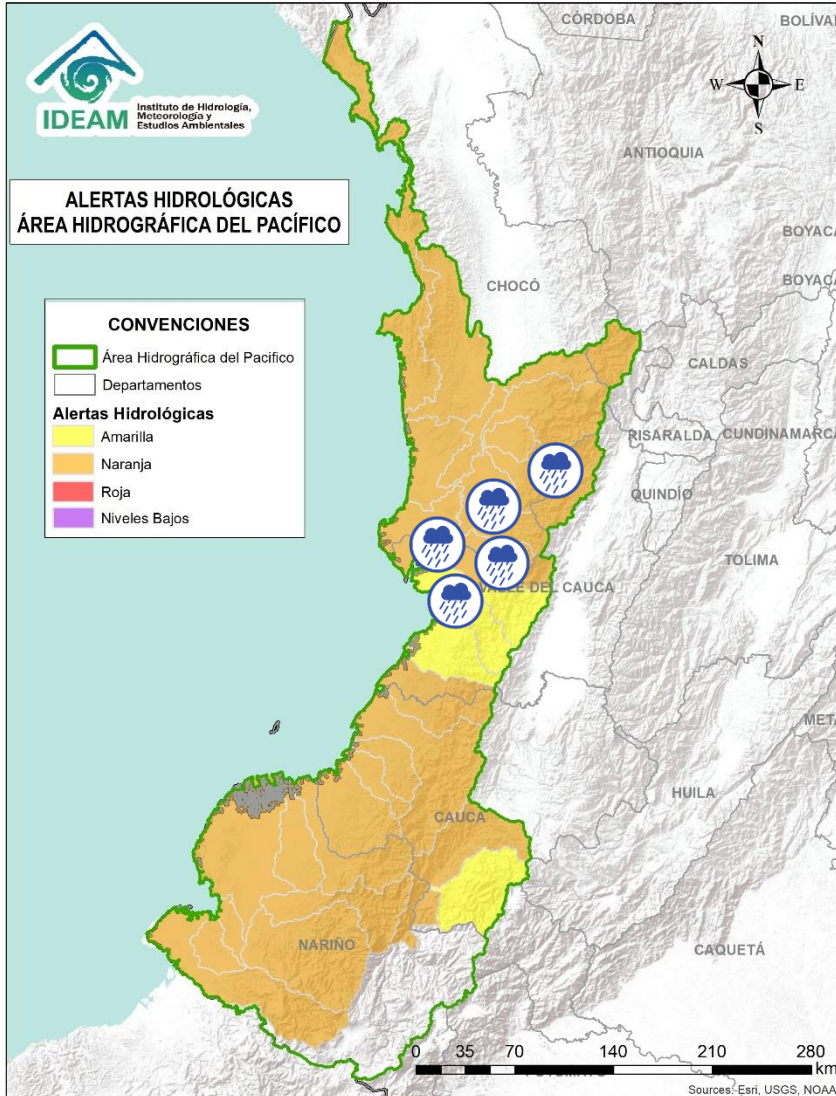 CÓRDOBA
BOLÍVA
IDEAM
Instituto de Hidrología,
Meteorología y
Estudios Ambientales
N
W
E
S
ANTIOQUIA
ALERTAS HIDROLÓGICAS
ÁREA HIDROGRÁFICA DEL PACÍFICO
BOYACÁ
BOYACÁ
CHOCÓ
CONVENCIONES
Área Hidrográfica del Pacifico
Departamentos
Alertas Hidrológicas
Amarilla
Naranja
Roja
Niveles Bajos
CALDAS
RISARALDA
CUNDINAMARCA
QUINDÍO
TOLIMA
VALLE DEL CAUCA
META
HUILA
CAUCA
NARIÑO
CAQUETÁ
0 35 70 140 210 280
km
Sources: Esri, USGS, NOAA